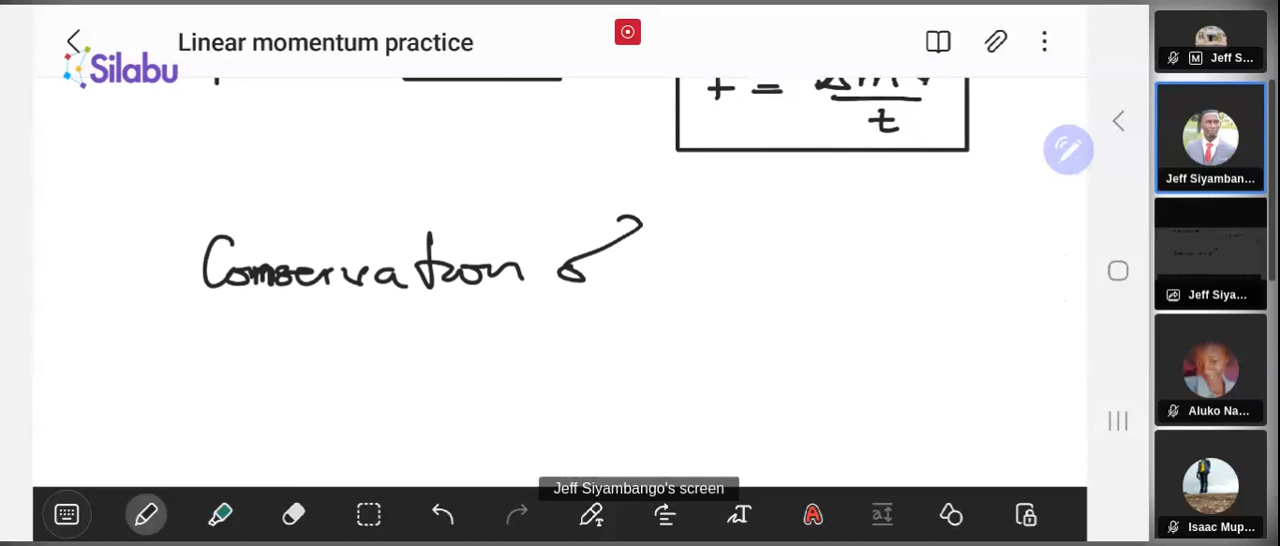 Linear momentum practice
Silabu
F = Δmv
t
Conservation of
Jeff Siyambango's screen
M Jeff S...
Jeff Siyamban...
Jeff Siya...
Aluko Na...
Isaac Mup...